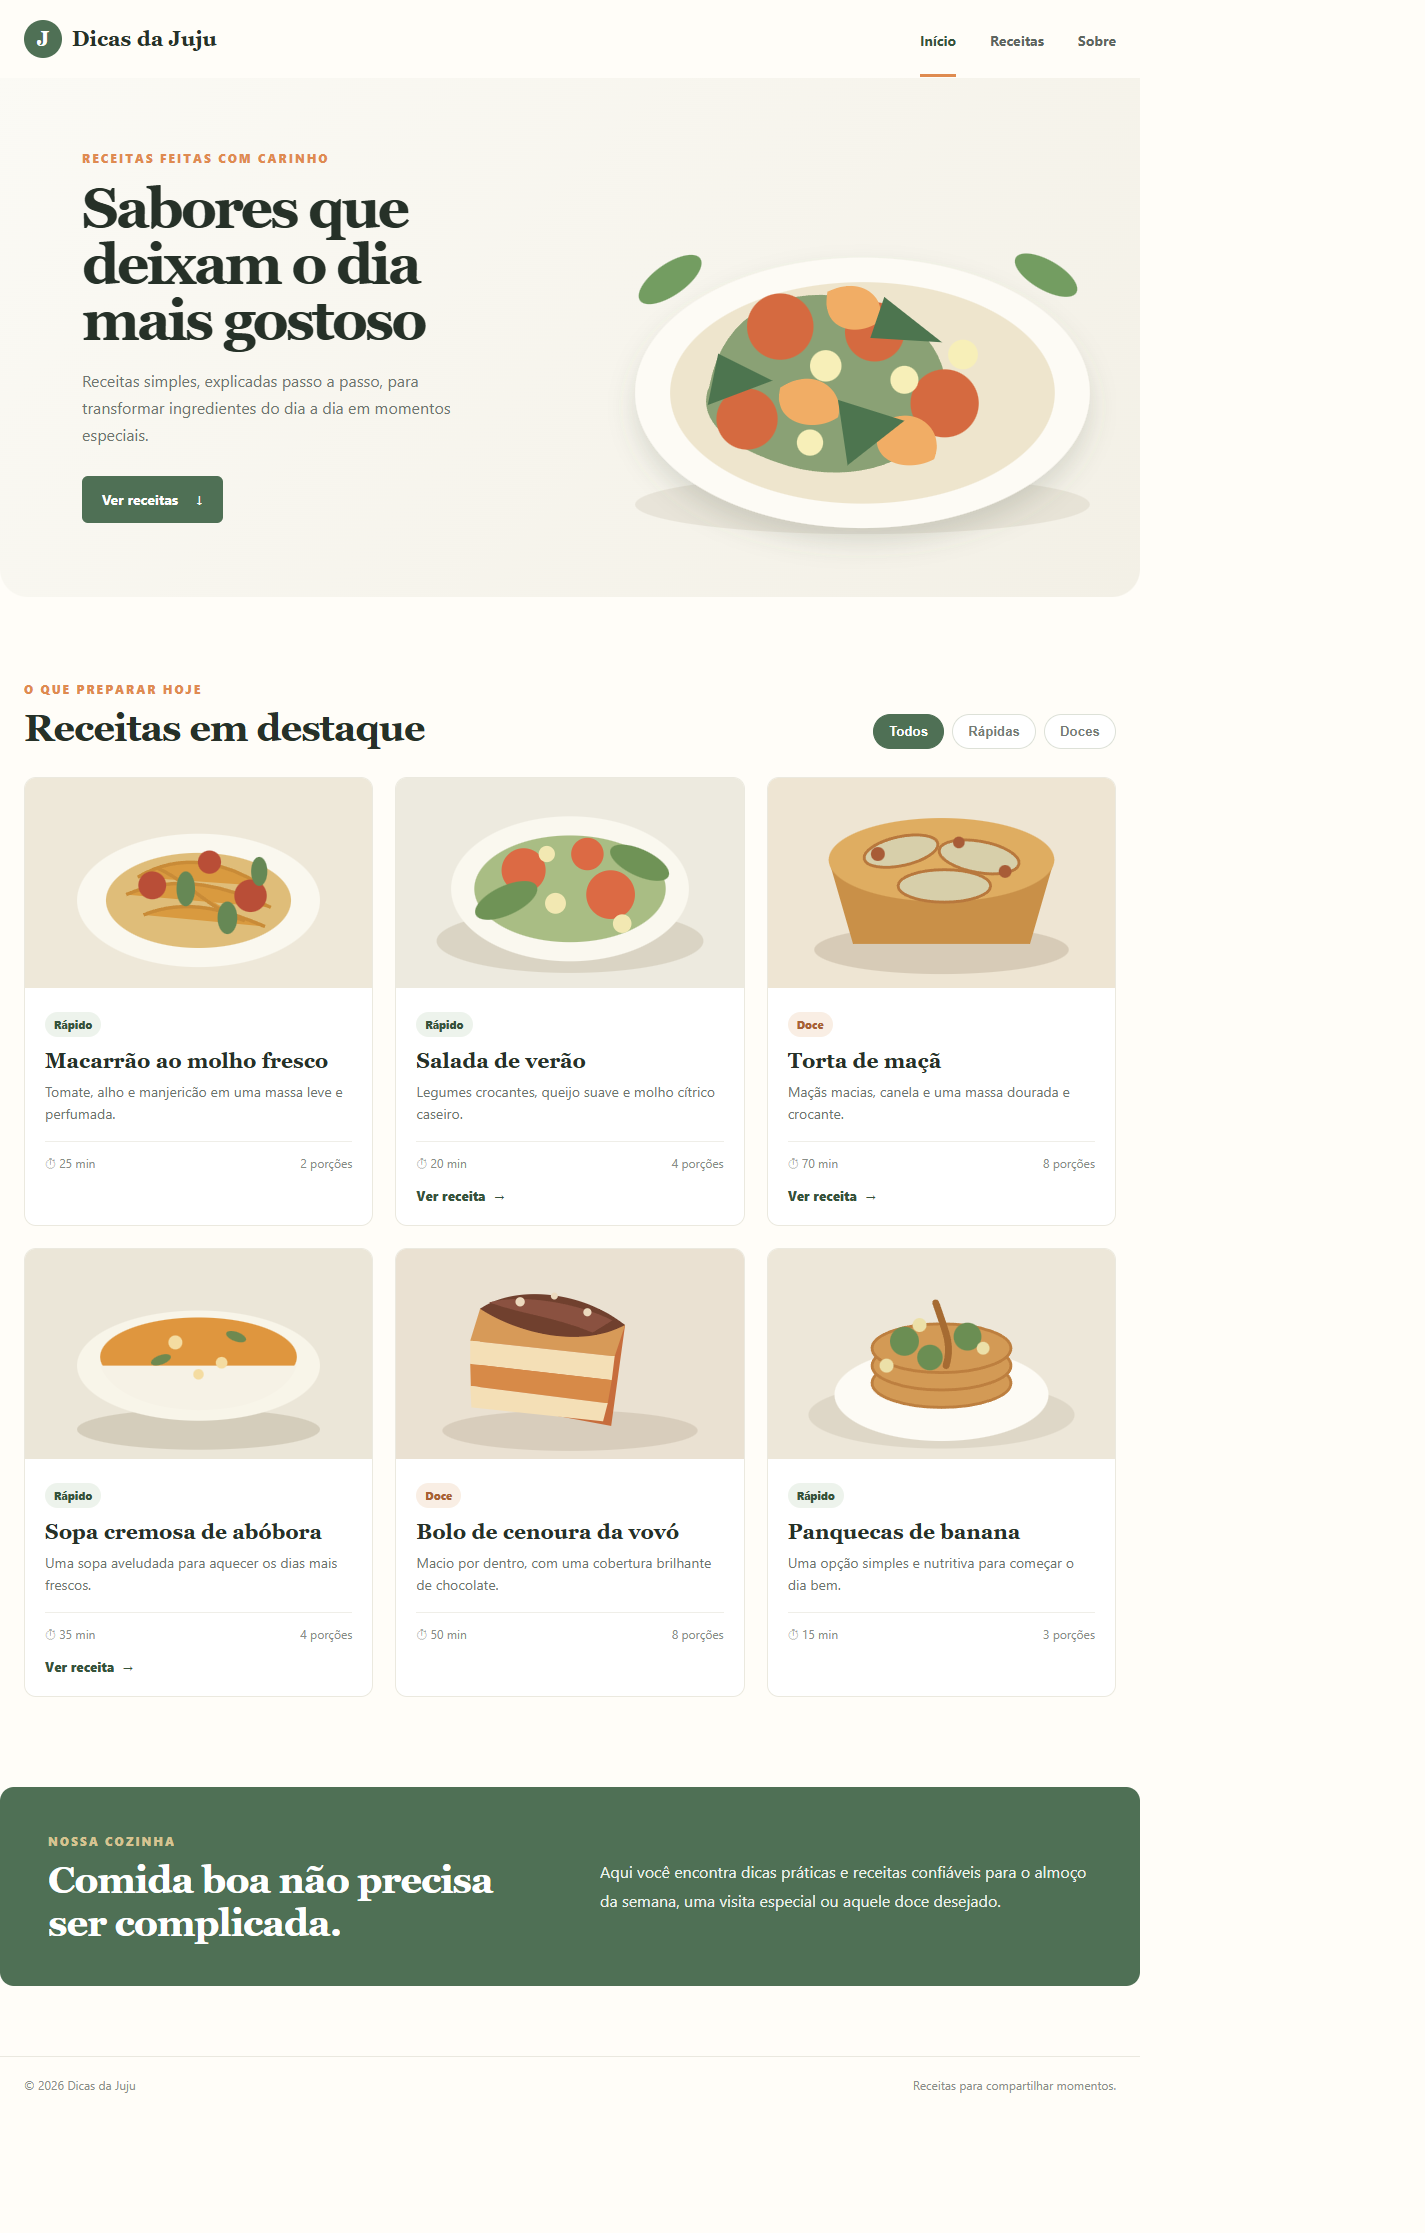 J Dicas da Juju
Início Receitas Sobre
RECEITAS FEITAS COM CARINHO
Sabores que
deixam o dia
mais gostoso
Receitas simples, explicadas passo a passo, para
transformar ingredientes do dia a dia em momentos
especiais.
Ver receitas ↓
O QUE PREPARAR HOJE
Receitas em destaque
Todos Rápidas Doces
Rápido
Macarrão ao molho fresco
Tomate, alho e manjericão em uma massa leve e
perfumada.
⏱ 25 min 2 porções
Rápido
Salada de verão
Legumes crocantes, queijo suave e molho cítrico
caseiro.
⏱ 20 min 4 porções
Ver receita →
Doce
Torta de maçã
Maçãs macias, canela e uma massa dourada e
crocante.
⏱ 70 min 8 porções
Ver receita →
Rápido
Sopa cremosa de abóbora
Uma sopa aveludada para aquecer os dias mais
frescos.
⏱ 35 min 4 porções
Ver receita →
Doce
Bolo de cenoura da vovó
Macio por dentro, com uma cobertura brilhante
de chocolate.
⏱ 50 min 8 porções
Rápido
Panquecas de banana
Uma opção simples e nutritiva para começar o
dia bem.
⏱ 15 min 3 porções
NOSSA COZINHA
Comida boa não precisa
ser complicada.
Aqui você encontra dicas práticas e receitas confiáveis para o almoço
da semana, uma visita especial ou aquele doce desejado.
© 2026 Dicas da Juju
Receitas para compartilhar momentos.